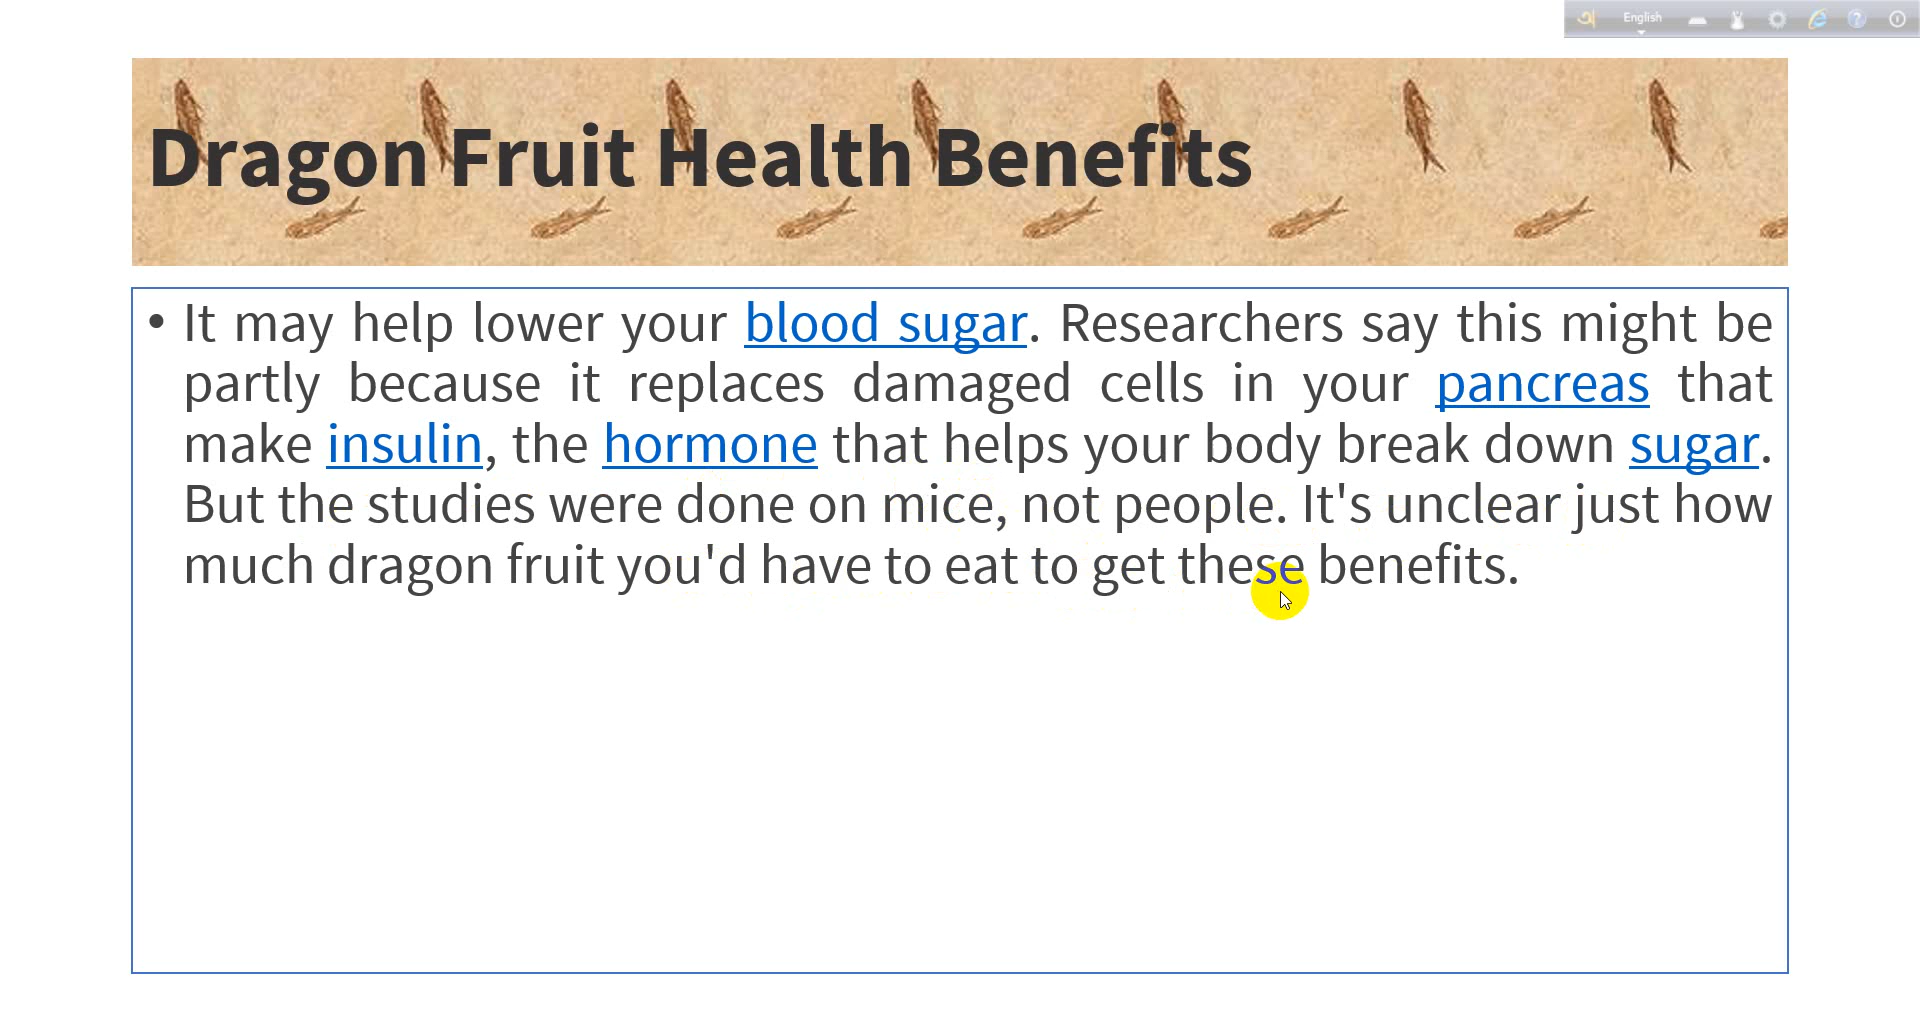 English
Dragon Fruit Health Benefits
• It may help lower your blood sugar. Researchers say this might be
partly because it replaces damaged cells in your pancreas that
make insulin, the hormone that helps your body break down sugar.
But the studies were done on mice, not people. It's unclear just how
much dragon fruit you'd have to eat to get these benefits.